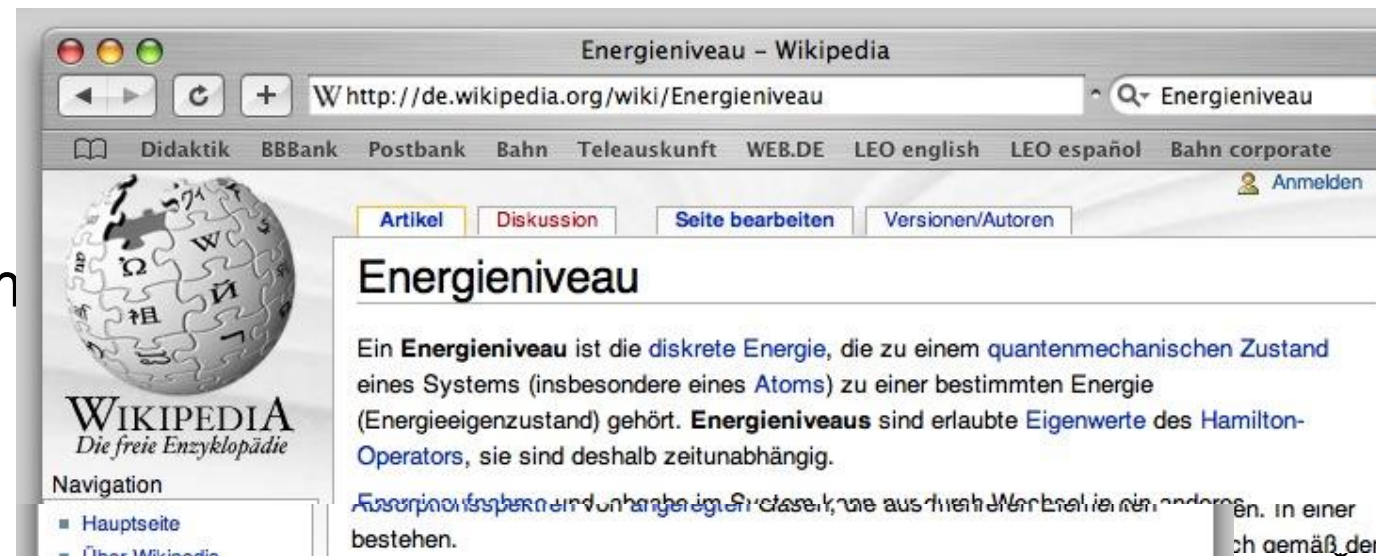 Energieniveau – Wikipedia
W http://de.wikipedia.org/wiki/Energieniveau
Energieniveau
Didaktik BBBank Postbank Bahn Teleauskunft WEB.DE LEO english LEO español Bahn corporate
Anmelden
Artikel Diskussion Seite bearbeiten Versionen/Autoren
Energieniveau
Ein Energieniveau ist die diskrete Energie, die zu einem quantenmechanischen Zustand
eines Systems (insbesondere eines Atoms) zu einer bestimmten Energie
(Energieeigenzustand) gehört. Energieniveaus sind erlaubte Eigenwerte des Hamilton-
Operators, sie sind deshalb zeitunabhängig.
WIKIPEDIA
Die freie Enzyklopädie
Navigation
Hauptseite
Über Wikipedia
bestehen.
en. In einer
ch gemäß der